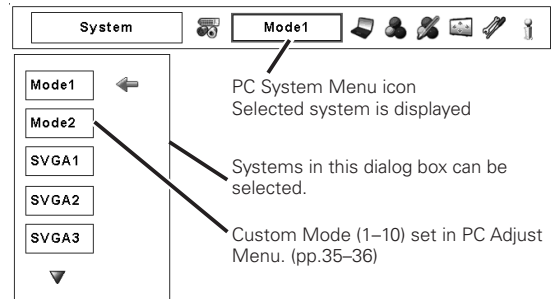 System
Mode1
Mode1
Mode2
SVGA1
SVGA2
SVGA3
PC System Menu icon
Selected system is displayed
Systems in this dialog box can be
selected.
Custom Mode (1–10) set in PC Adjust
Menu. (pp.35–36)